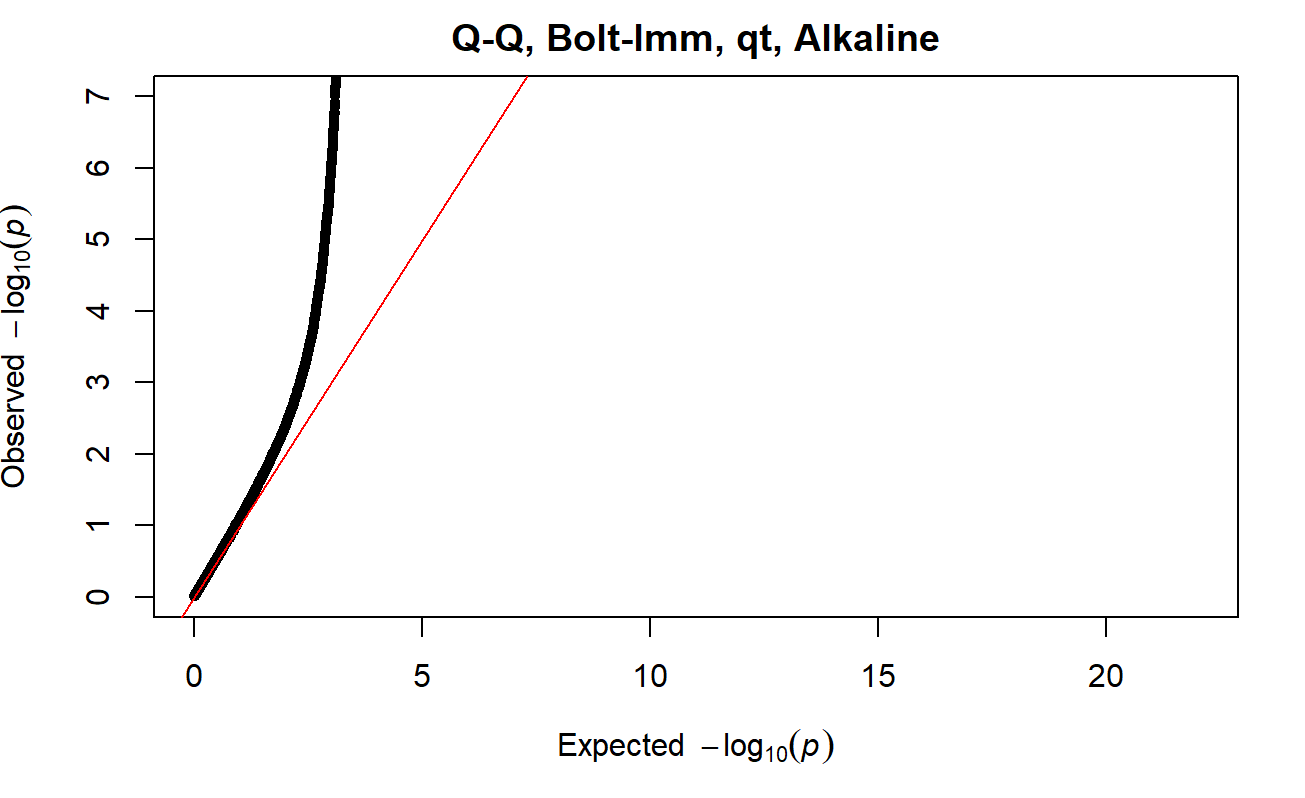 Q-Q, Bolt-lmm, qt, Alkaline
Observed −log10(p)
7
6
5
4
3
2
1
0
0 5 10 15 20
Expected −log10(p)